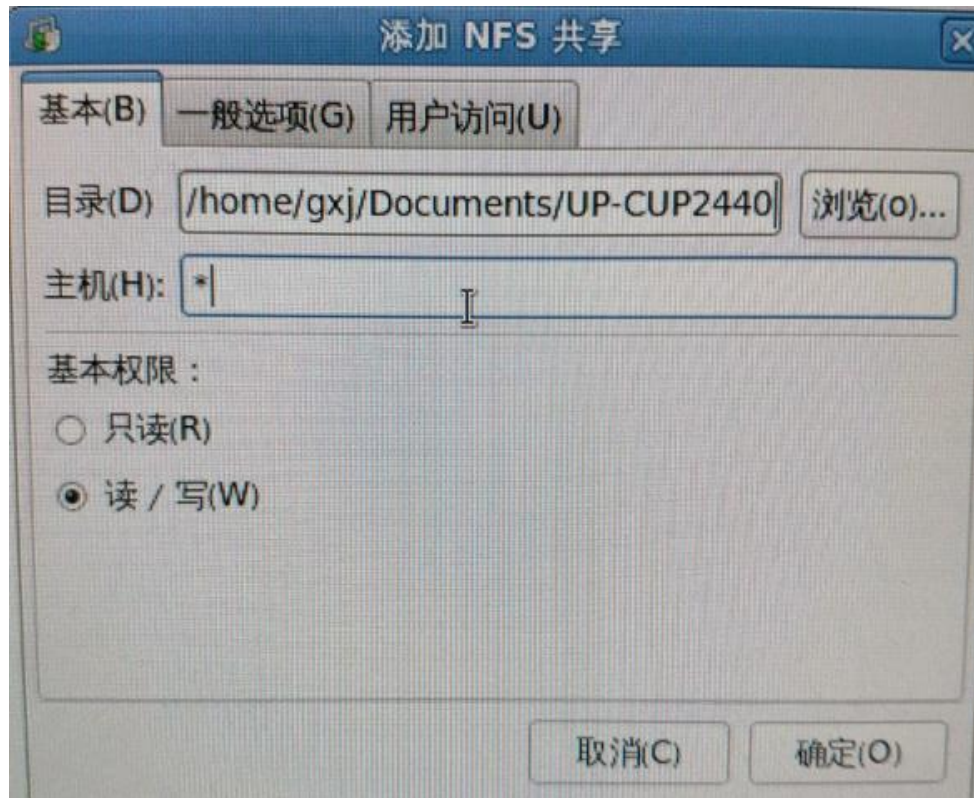 添加 NFS 共享
基本(B) 一般选项(G) 用户访问(U)
目录(D) /home/gxj/Documents/UP-CUP2440 浏览(o)...
主机(H): *
基本权限：
只读(R)
读 / 写(W)
取消(C) 确定(O)